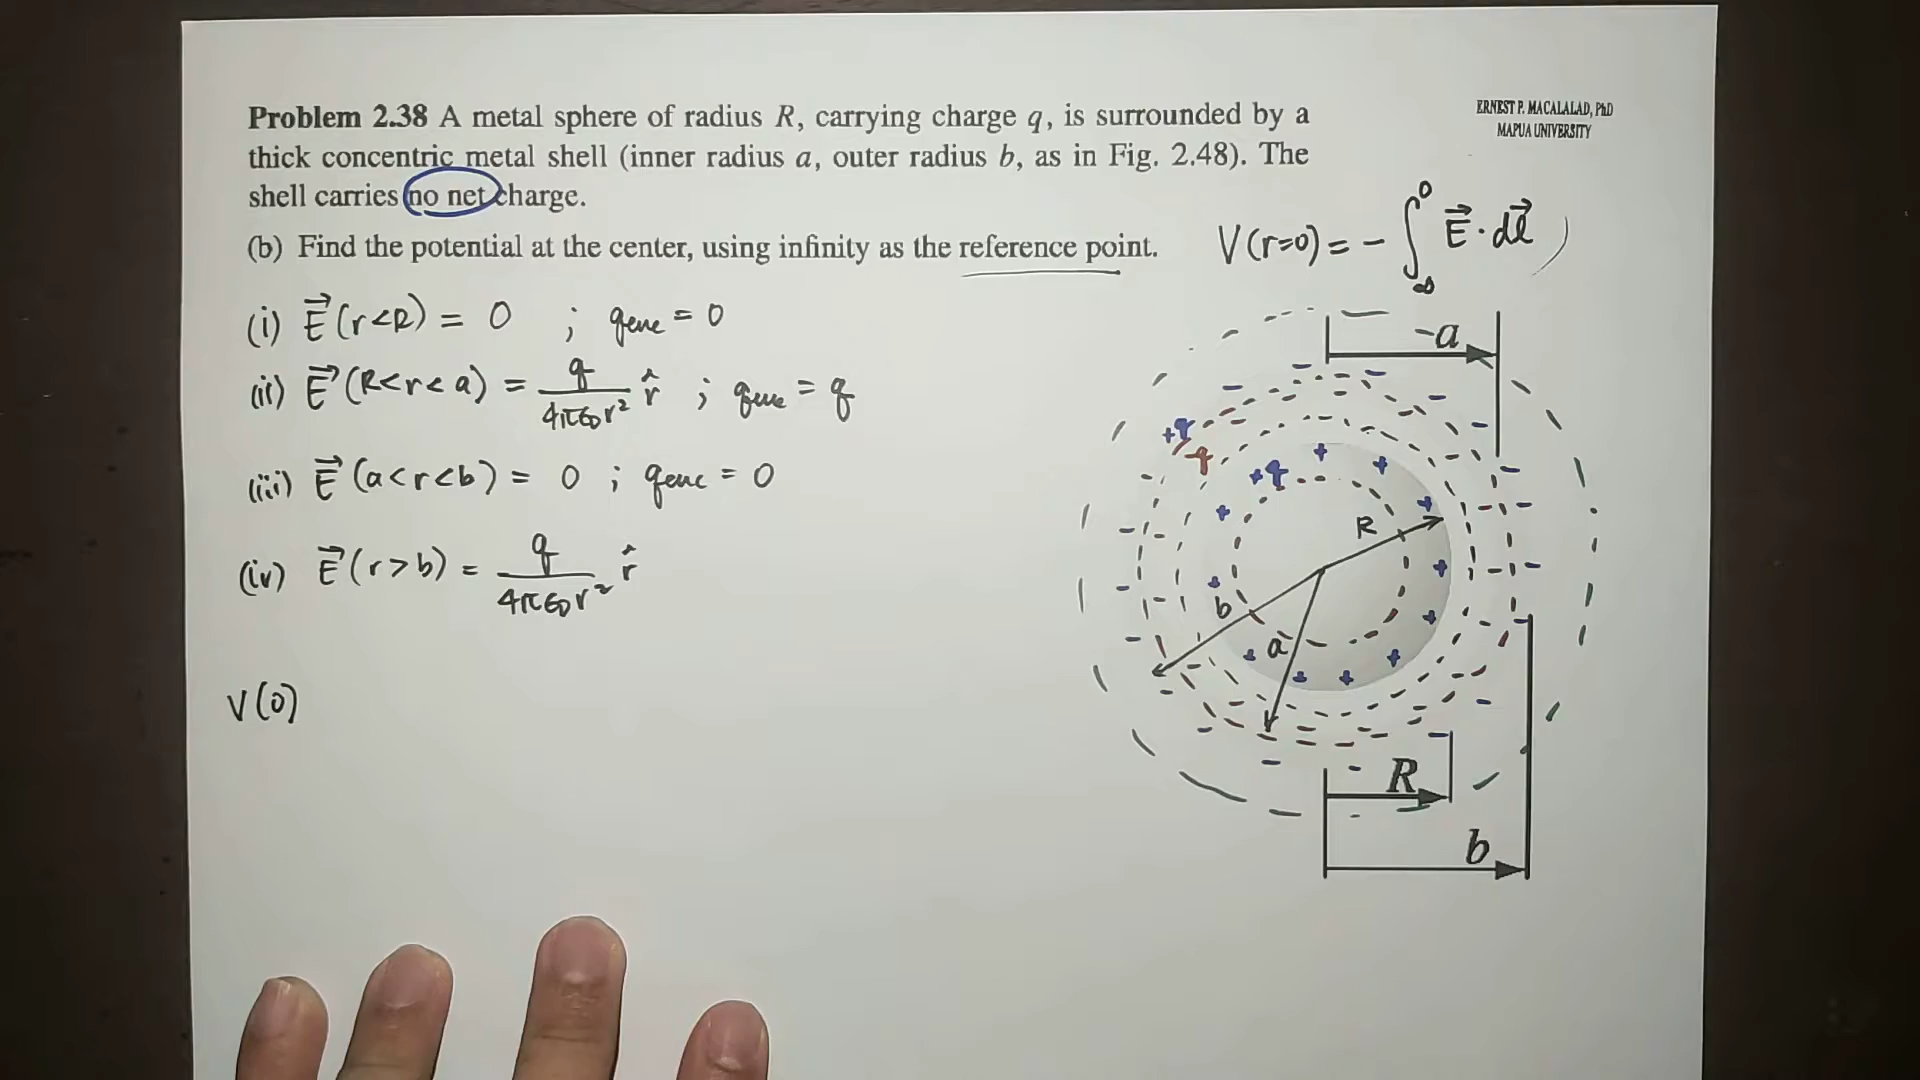 Problem 2.38 A metal sphere of radius R, carrying charge q, is surrounded by a
thick concentric metal shell (inner radius a, outer radius b, as in Fig. 2.48). The
shell carries no net charge.
(b) Find the potential at the center, using infinity as the reference point.
ERNEST P. MACALALAD, PhD
MAPUA UNIVERSITY
V(r=0) = - ∫_∞^0 E⃗ · dl⃗
(i) E⃗(r<R) = 0 ; qenc = 0
(ii) E⃗(R<r<a) = q/(4πε₀r²) r̂ ; qenc = q
(iii) E⃗(a<r<b) = 0 ; qenc = 0
(iv) E⃗(r>b) = q/(4πε₀r²) r̂
V(0)
a
+q
-q
+q
R
b
a
R
b